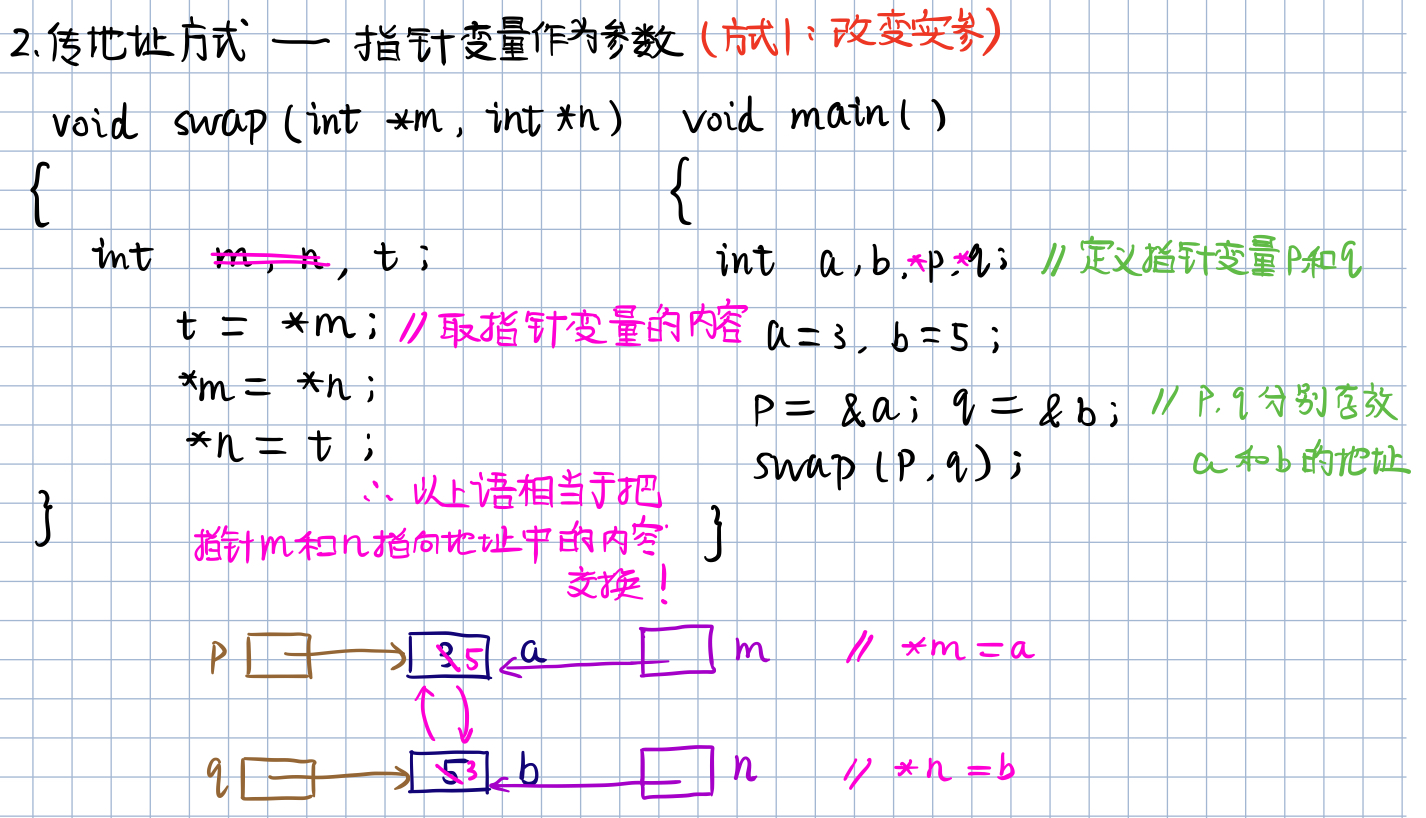 2.传地址方式 — 指针变量作为参数 (方式1:改变实参)
void swap (int *m, int *n)
{
int m, n, t;
t = *m; //取指针变量的内容
*m = *n;
*n = t;
}
∴ 以上语相当于把
指针m和n指向地址中的内容
交换!
void main()
{
int a,b,*p,*q; //定义指针变量P和q
a=3, b=5;
P= &a; q= &b; //P.q分别存放
a和b的地址
swap(P,q);
}
p 3 5 a m // *m=a
q 5 3 b n // *n=b